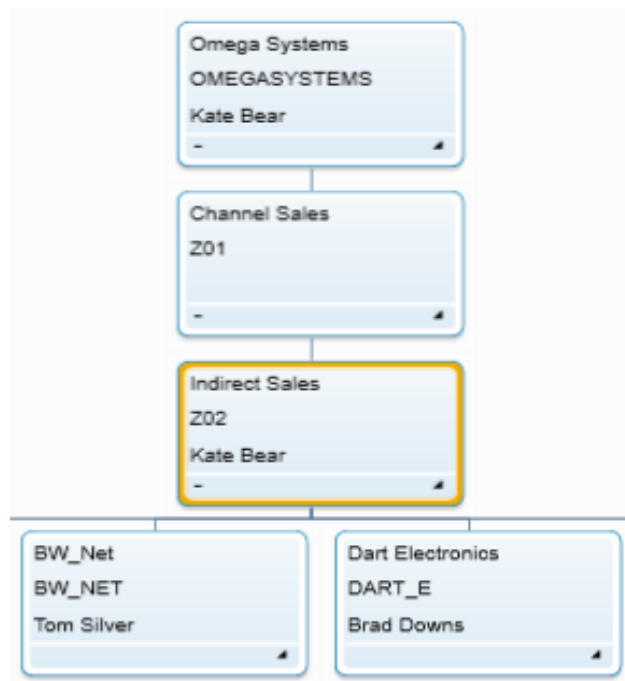 Omega Systems
OMEGASYSTEMS
Kate Bear
-
Channel Sales
Z01
-
Indirect Sales
Z02
Kate Bear
-
BW_Net
BW_NET
Tom Silver
Dart Electronics
DART_E
Brad Downs